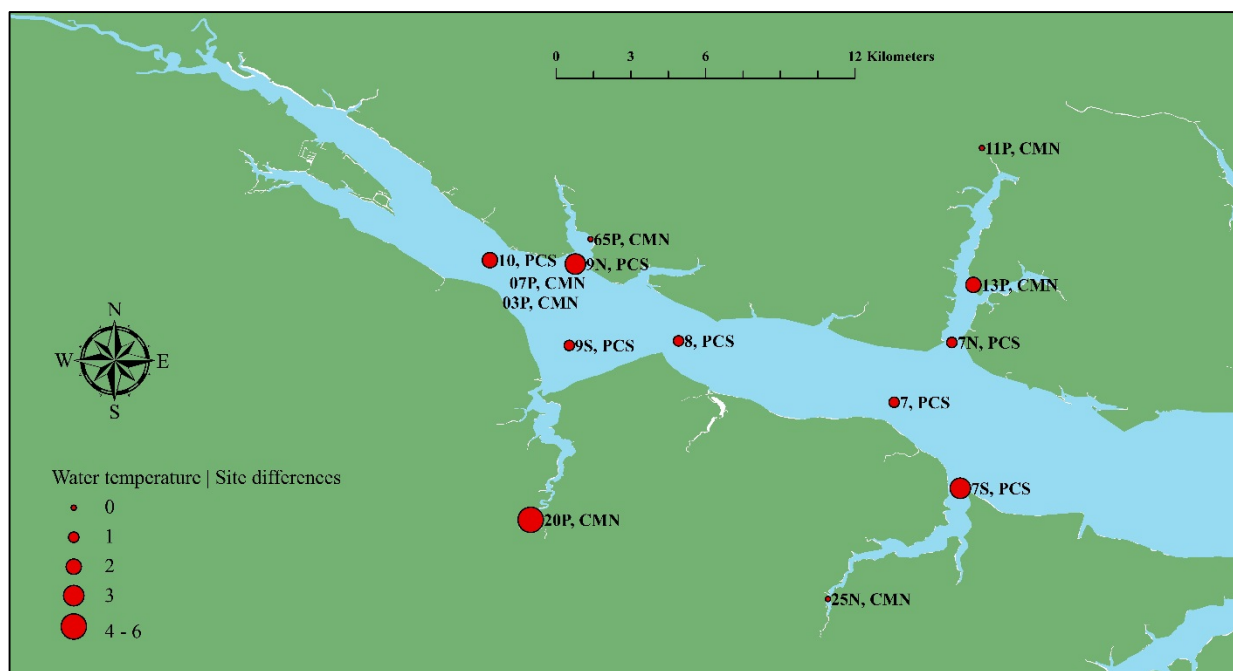 0 3 6 12 Kilometers
11P, CMN
65P, CMN
10, PCS
9N, PCS
07P, CMN
03P, CMN
13P, CMN
9S, PCS
8, PCS
7N, PCS
N
W E
S
7, PCS
Water temperature | Site differences
0
1
2
3
4 - 6
7S, PCS
20P, CMN
25N, CMN